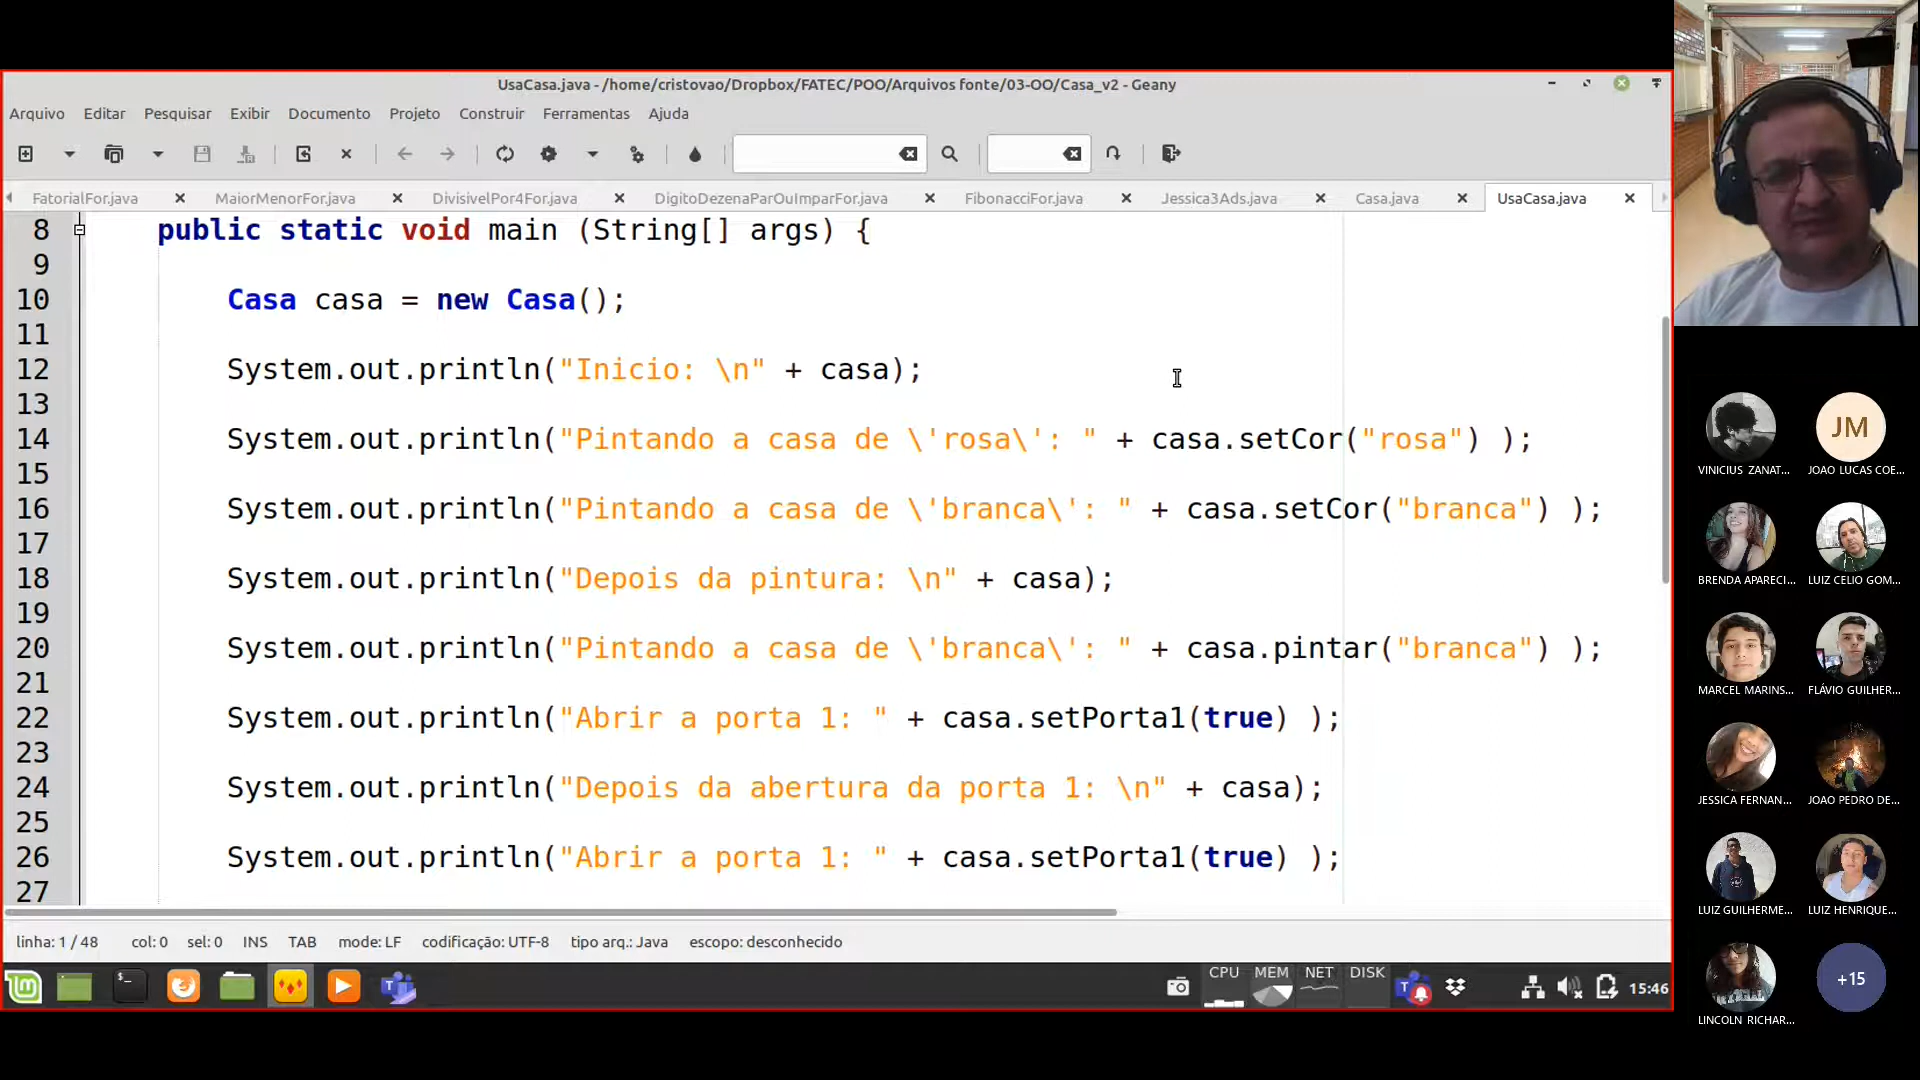 UsaCasa.java - /home/cristovao/Dropbox/FATEC/POO/Arquivos fonte/03-OO/Casa_v2 - Geany
Arquivo Editar Pesquisar Exibir Documento Projeto Construir Ferramentas Ajuda
FatorialFor.java MaiorMenorFor.java DivisivelPor4For.java DigitoDezenaParOuImparFor.java FibonacciFor.java Jessica3Ads.java Casa.java UsaCasa.java
8 public static void main (String[] args) {
9
10 Casa casa = new Casa();
11
12 System.out.println("Inicio: \n" + casa);
13
14 System.out.println("Pintando a casa de \'rosa\': " + casa.setCor("rosa") );
15
16 System.out.println("Pintando a casa de \'branca\': " + casa.setCor("branca") );
17
18 System.out.println("Depois da pintura: \n" + casa);
19
20 System.out.println("Pintando a casa de \'branca\': " + casa.pintar("branca") );
21
22 System.out.println("Abrir a porta 1: " + casa.setPorta1(true) );
23
24 System.out.println("Depois da abertura da porta 1: \n" + casa);
25
26 System.out.println("Abrir a porta 1: " + casa.setPorta1(true) );
27
linha: 1 / 48 col: 0 sel: 0 INS TAB mode: LF codificação: UTF-8 tipo arq.: Java escopo: desconhecido
CPU MEM NET DISK
15:46
JM
VINICIUS ZANAT... JOAO LUCAS COE...
BRENDA APARECI... LUIZ CELIO GOM...
MARCEL MARINS... FLÁVIO GUILHER...
JESSICA FERNAN... JOAO PEDRO DE...
LUIZ GUILHERME... LUIZ HENRIQUE...
+15
LINCOLN RICHAR...